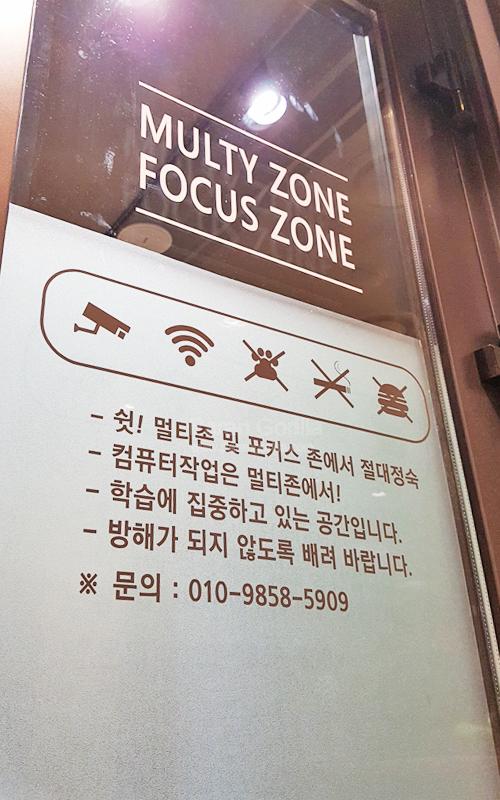 MULTY ZONE
FOCUS ZONE
- 쉿! 멀티존 및 포커스 존에서 절대정숙
- 컴퓨터작업은 멀티존에서!
- 학습에 집중하고 있는 공간입니다.
- 방해가 되지 않도록 배려 바랍니다.
※ 문의 : 010-9858-5909